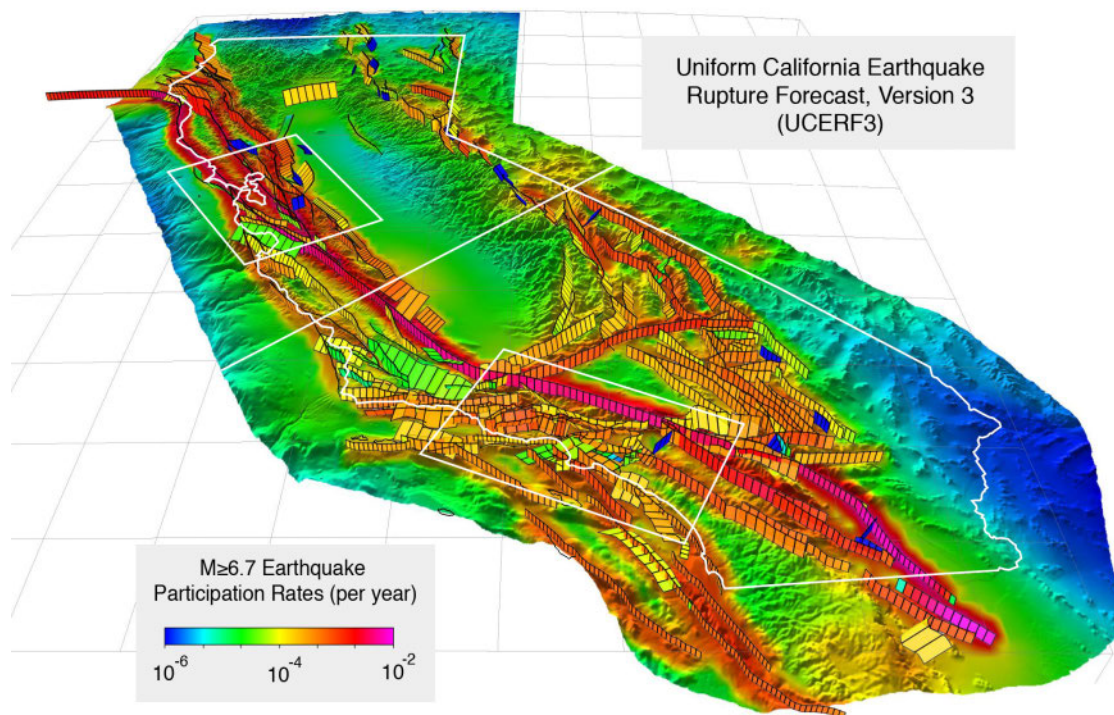 Uniform California Earthquake
Rupture Forecast, Version 3
(UCERF3)
M≥6.7 Earthquake
Participation Rates (per year)
10-6 10-4 10-2